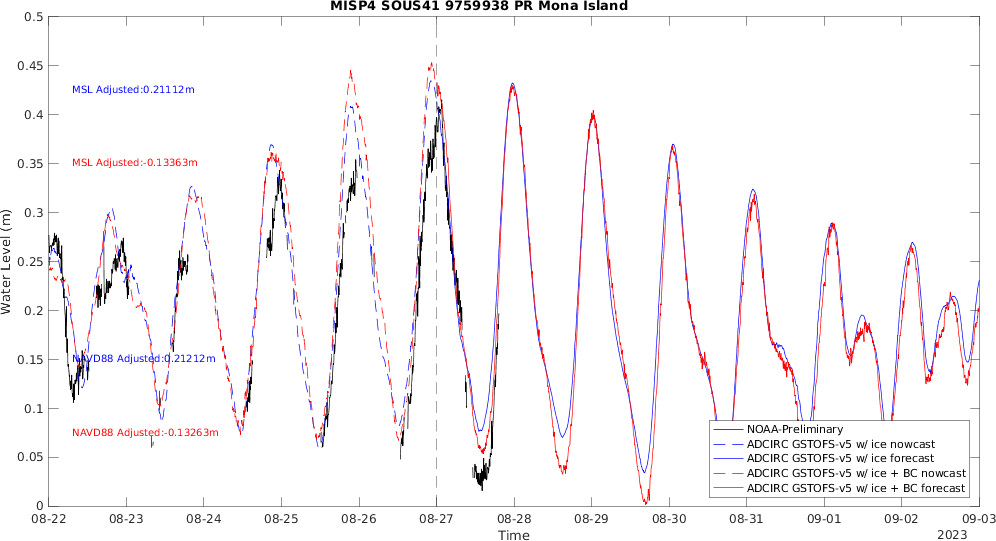 MISP4 SOUS41 9759938 PR Mona Island
0.5
0.45
0.4
0.35
0.3
0.25
0.2
0.15
0.1
0.05
0
Water Level (m)
MSL Adjusted:0.21112m
MSL Adjusted:-0.13363m
NAVD88 Adjusted:0.21212m
NAVD88 Adjusted:-0.13263m
NOAA-Preliminary
ADCIRC GSTOFS-v5 w/ ice nowcast
ADCIRC GSTOFS-v5 w/ ice forecast
ADCIRC GSTOFS-v5 w/ ice + BC nowcast
ADCIRC GSTOFS-v5 w/ ice + BC forecast
08-22 08-23 08-24 08-25 08-26 08-27 08-28 08-29 08-30 08-31 09-01 09-02 09-03
Time
2023